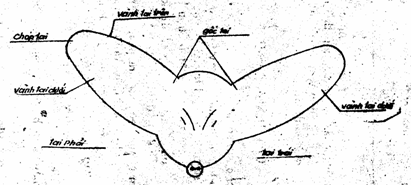 vành tai trên
chóp tai
gốc tai
vành tai dưới
vành tai dưới
tai phải
tai trái